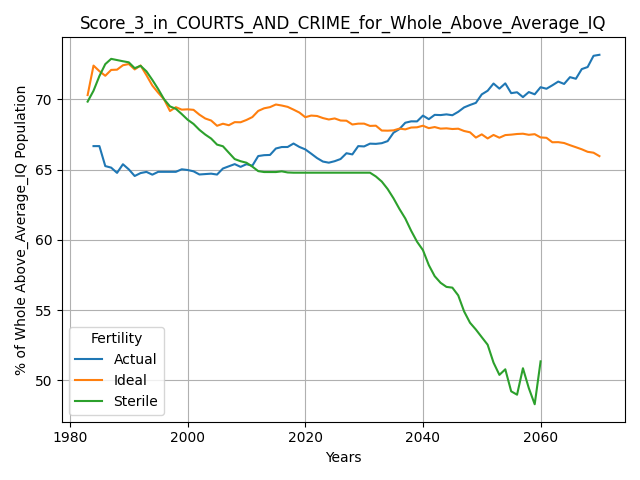 Score_3_in_COURTS_AND_CRIME_for_Whole_Above_Average_IQ
% of Whole Above_Average_IQ Population
70
65
60
55
50
Fertility
Actual
Ideal
Sterile
1980
2000
2020
2040
2060
Years